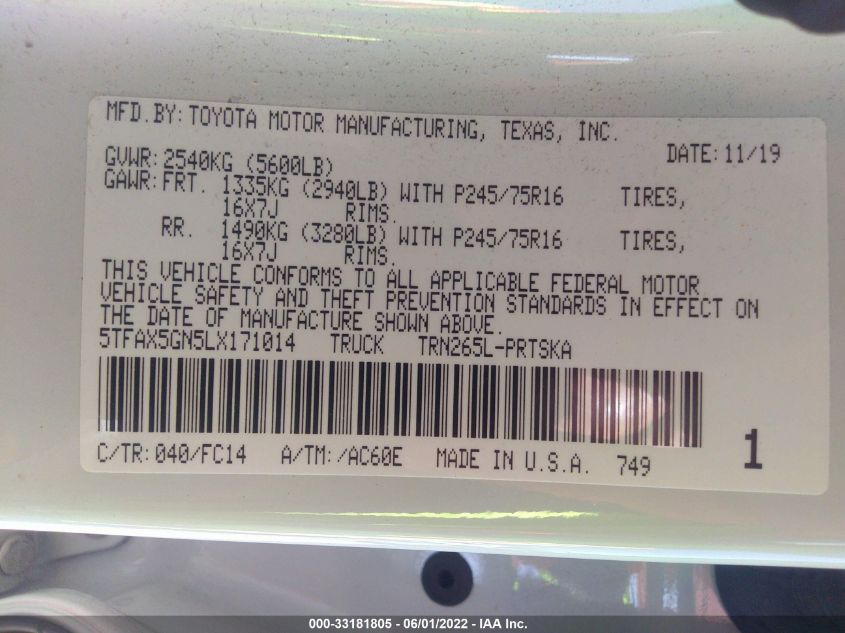 MFD.BY: TOYOTA MOTOR MANUFACTURING, TEXAS, INC.
DATE: 11/19
GVWR: 2540KG (5600LB)
GAWR: FRT. 1335KG (2940LB) WITH P245/75R16 TIRES,
16X7J RIMS.
RR. 1490KG (3280LB) WITH P245/75R16 TIRES,
16X7J RIMS.
THIS VEHICLE CONFORMS TO ALL APPLICABLE FEDERAL MOTOR
VEHICLE SAFETY AND THEFT PREVENTION STANDARDS IN EFFECT ON
THE DATE OF MANUFACTURE SHOWN ABOVE.
5TFAX5GN5LX171014 TRUCK TRN265L-PRTSKA
C/TR: 040/FC14 A/TM: /AC60E MADE IN U.S.A. 749 1
000-33181805 - 06/01/2022 - IAA Inc.